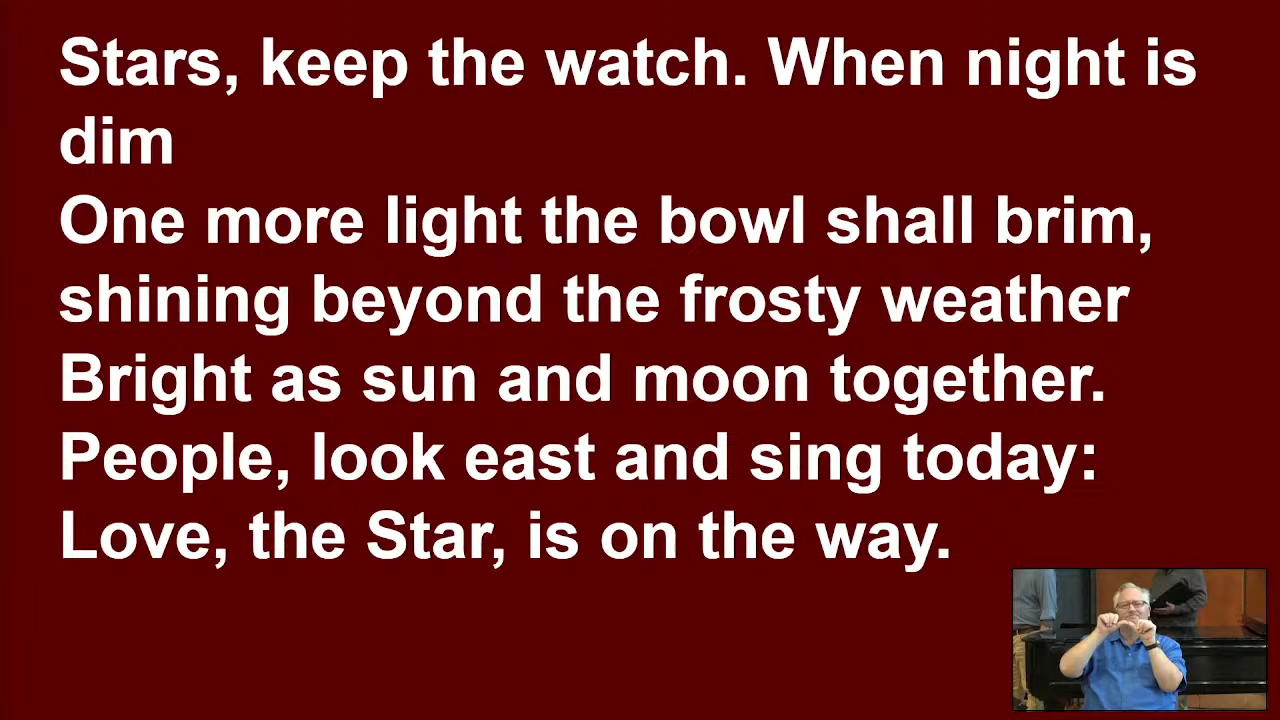 Stars, keep the watch. When night is
dim
One more light the bowl shall brim,
shining beyond the frosty weather
Bright as sun and moon together.
People, look east and sing today:
Love, the Star, is on the way.